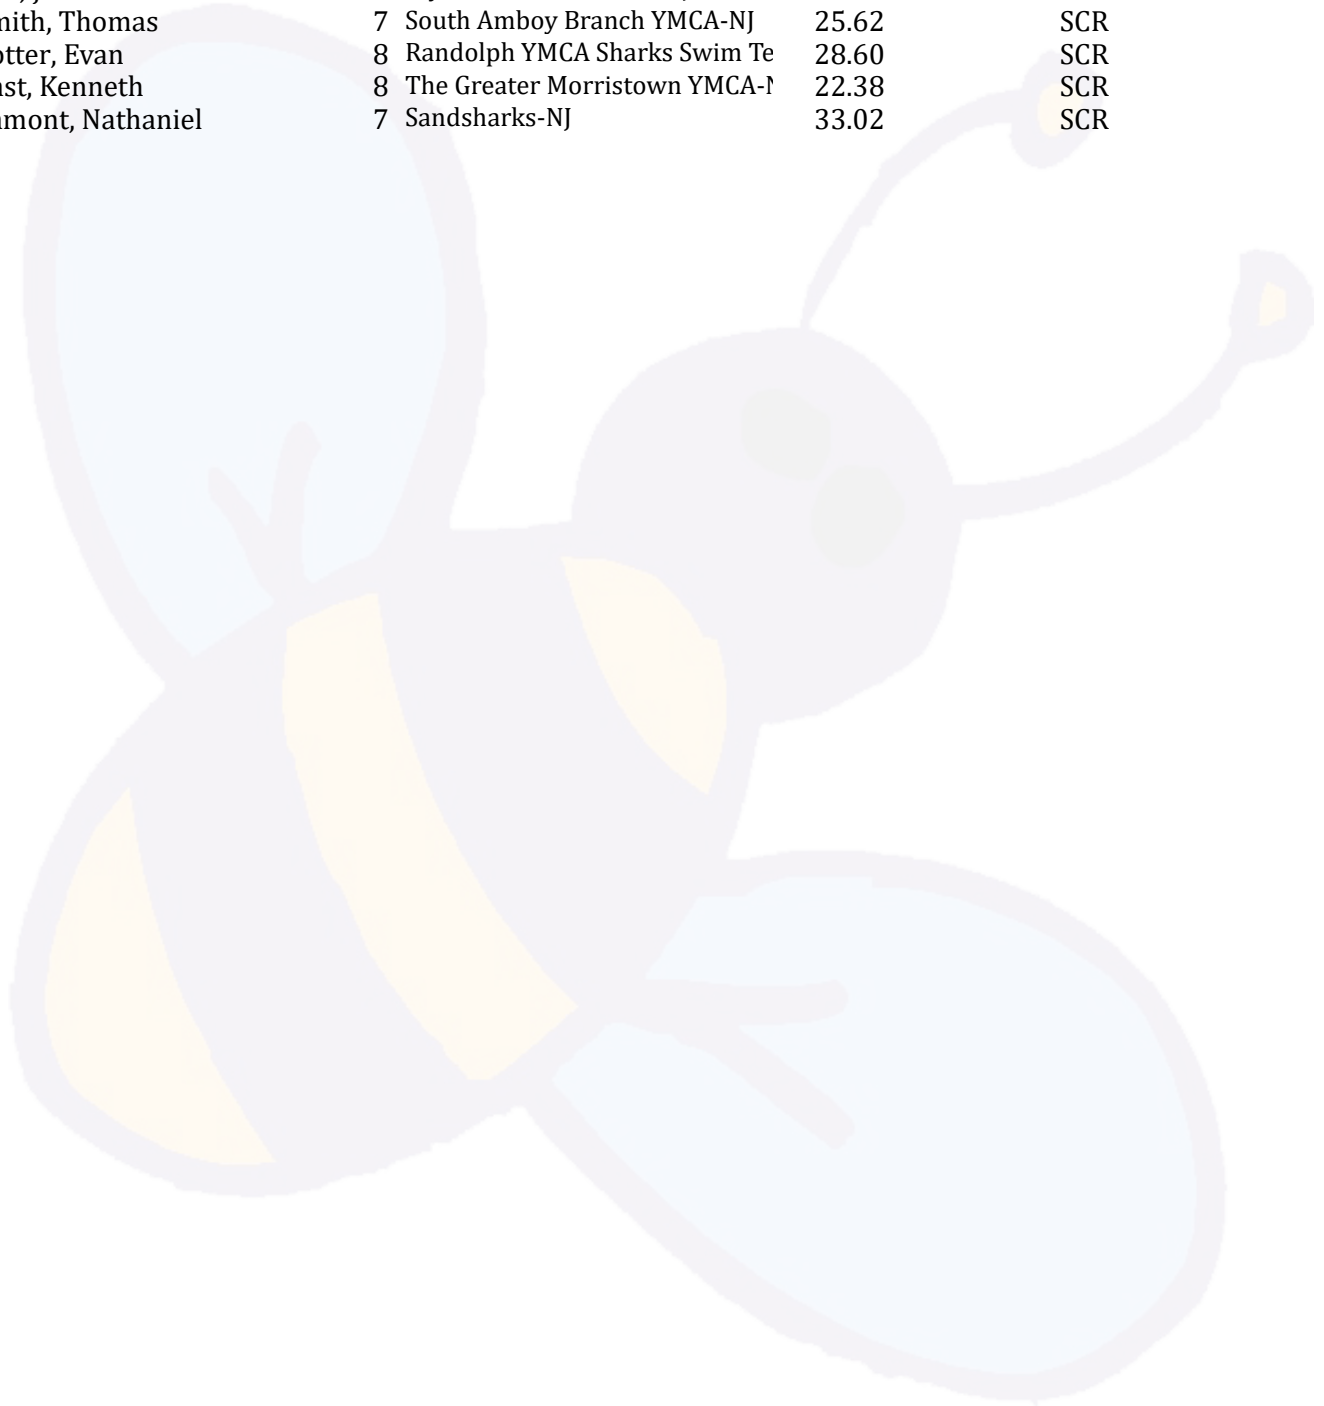 mith, Thomas 7 South Amboy Branch YMCA-NJ 25.62 SCR
otter, Evan 8 Randolph YMCA Sharks Swim Te 28.60 SCR
ast, Kenneth 8 The Greater Morristown YMCA-N 22.38 SCR
amont, Nathaniel 7 Sandsharks-NJ 33.02 SCR